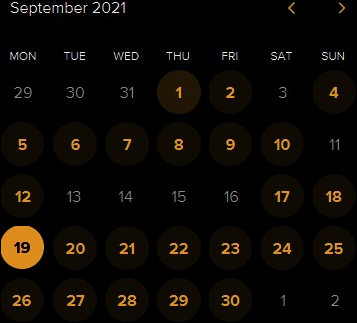 September 2021
MON TUE WED THU FRI SAT SUN
29 30 31 1 2 3 4
5 6 7 8 9 10 11
12 13 14 15 16 17 18
19 20 21 22 23 24 25
26 27 28 29 30 1 2